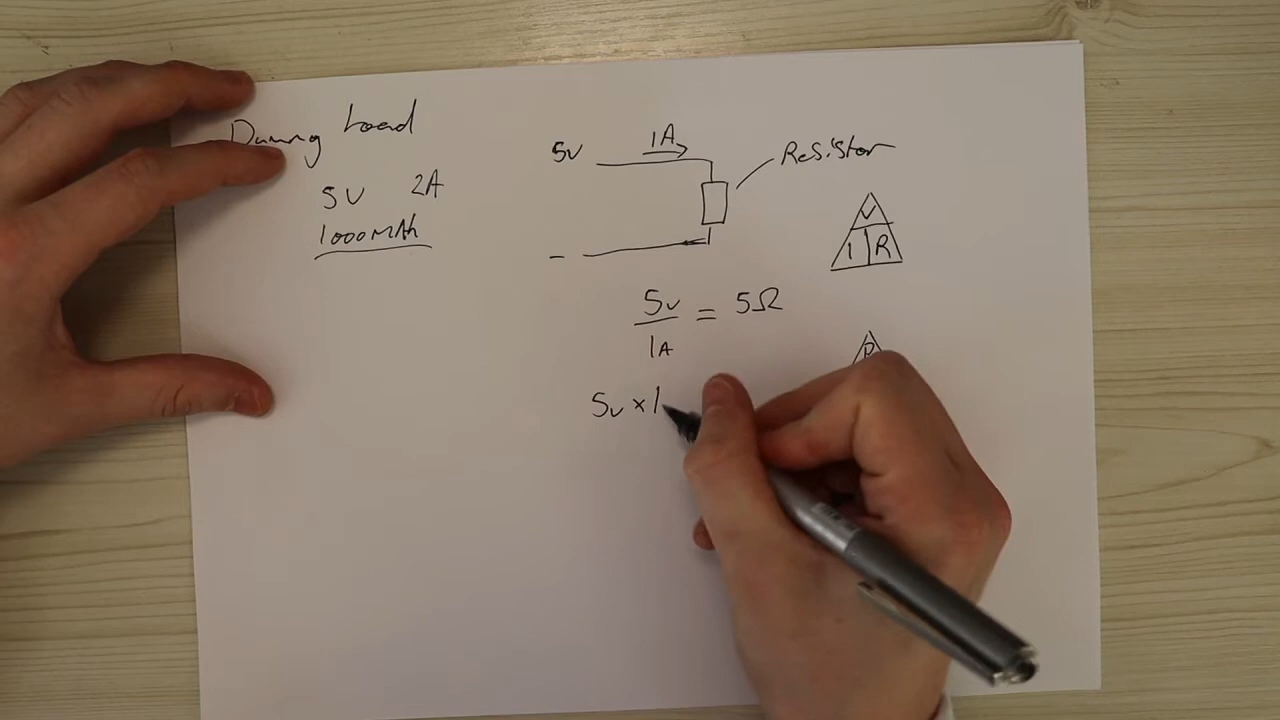 Dummy Load
5V 2A
1000MAh
5V 1A Resistor
-
V
I R
5V
= 5Ω
1A
P
5V × 1